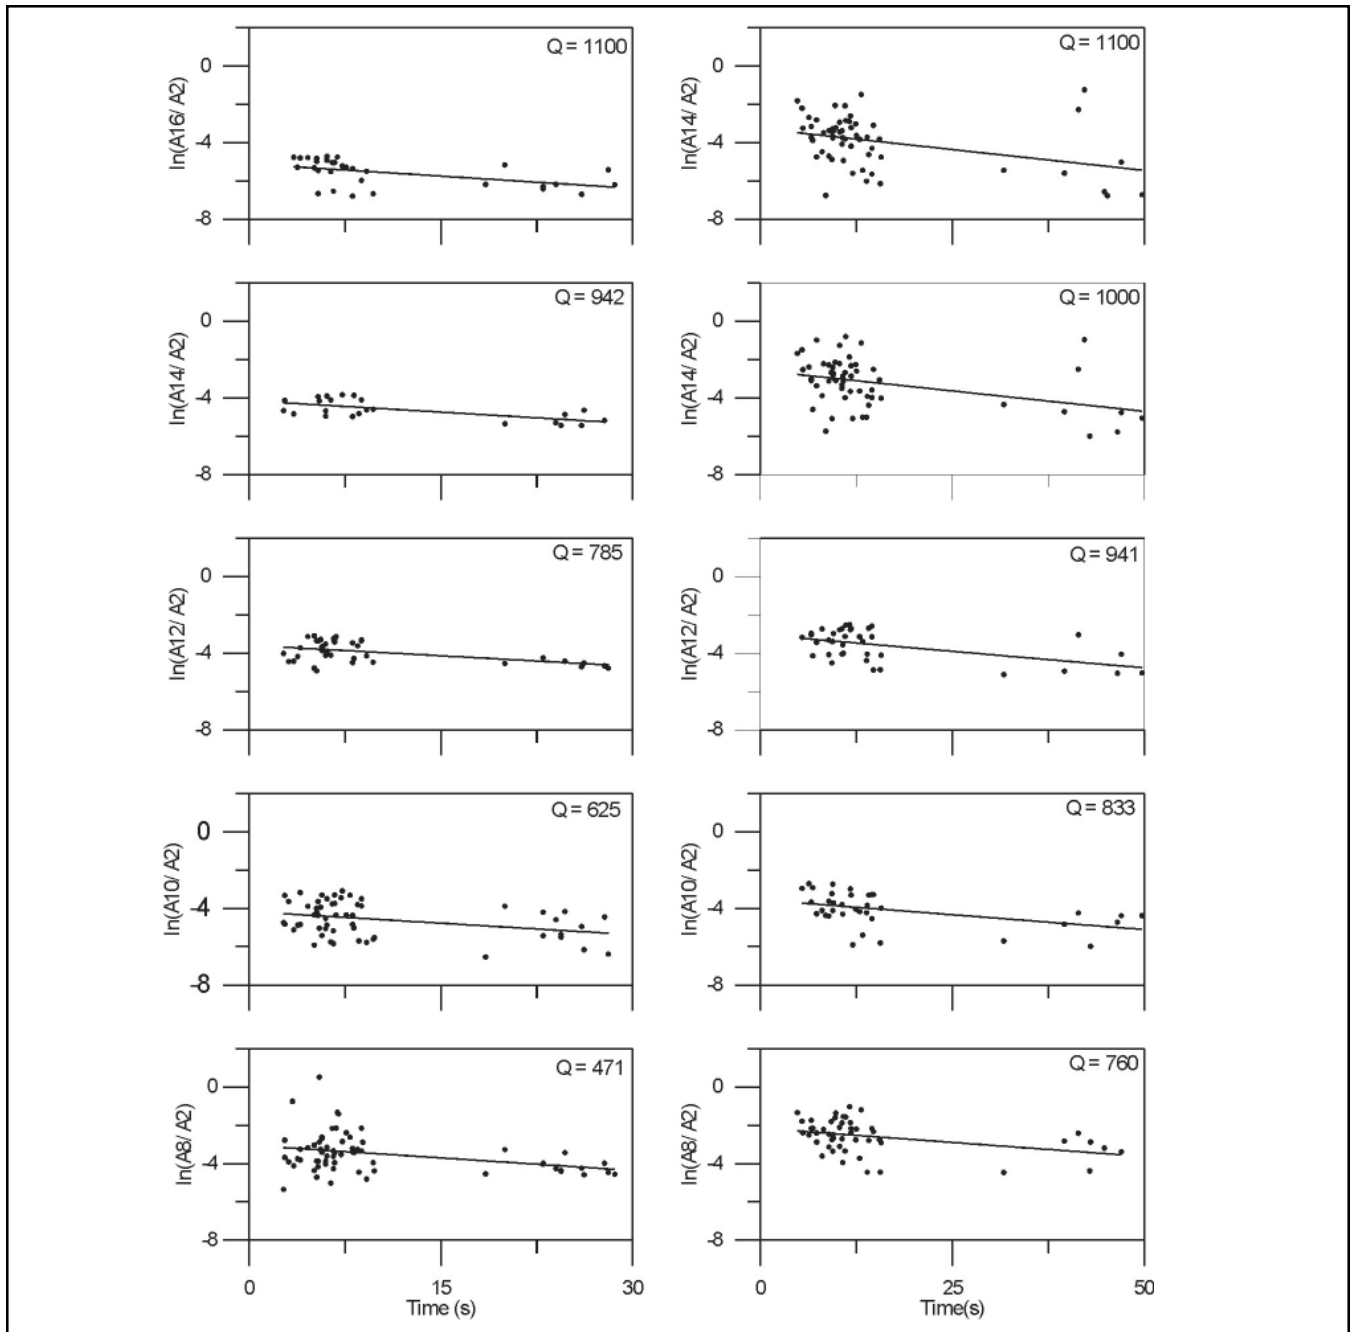 Q = 1100
0
-4
-8
ln(A16/ A2)
Q = 1100
0
-4
-8
ln(A14/ A2)
Q = 942
0
-4
-8
ln(A14/ A2)
Q = 1000
0
-4
-8
ln(A14/ A2)
Q = 785
0
-4
-8
ln(A12/ A2)
Q = 941
0
-4
-8
ln(A12/ A2)
Q = 625
0
-4
-8
ln(A10/ A2)
Q = 833
0
-4
-8
ln(A10/ A2)
Q = 471
0
-4
-8
ln(A8/ A2)
0 15 30
Time (s)
Q = 760
0
-4
-8
ln(A8/ A2)
0 25 50
Time(s)